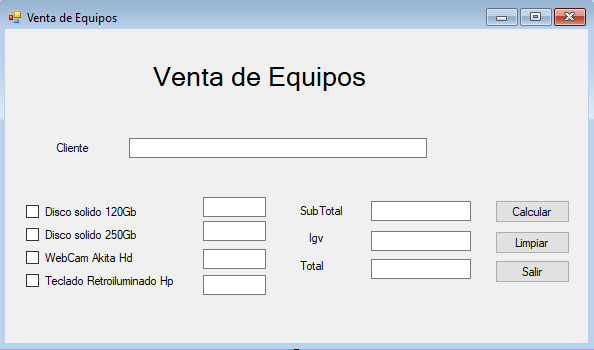 Venta de Equipos
Venta de Equipos
Cliente
Disco solido 120Gb
Disco solido 250Gb
WebCam Akita Hd
Teclado Retroiluminado Hp
SubTotal
Igv
Total
Calcular
Limpiar
Salir